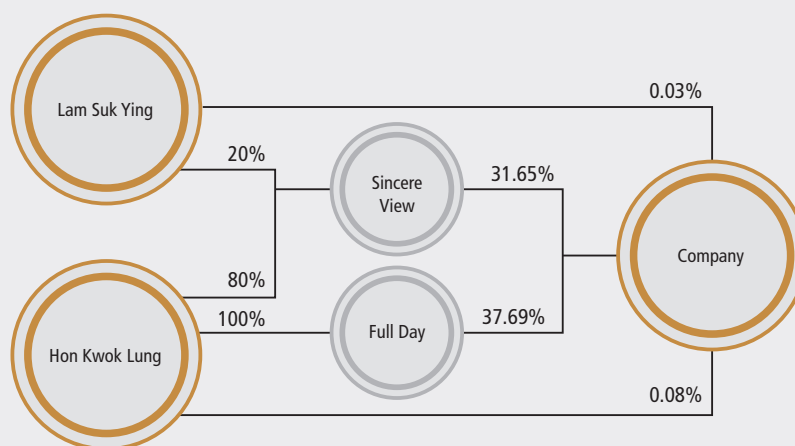 Lam Suk Ying
0.03%
20%
Sincere
View
31.65%
Company
80%
100%
Full Day
37.69%
Hon Kwok Lung
0.08%